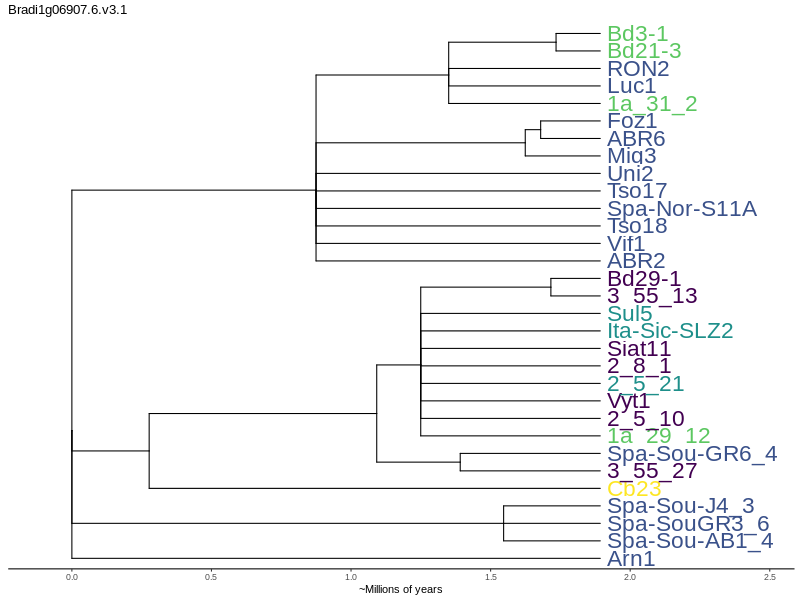 Bradi1g06907.6.v3.1
Bd3-1
Bd21-3
RON2
Luc1
1a_31_2
Foz1
ABR6
Mig3
Uni2
Tso17
Spa-Nor-S11A
Tso18
Vif1
ABR2
Bd29-1
3_55_13
Sul5
Ita-Sic-SLZ2
Siat11
2_8_1
2_5_21
Vyt1
2_5_10
1a_29_12
Spa-Sou-GR6_4
3_55_27
Cb23
Spa-Sou-J4_3
Spa-SouGR3_6
Spa-Sou-AB1_4
Arn1
0.0 0.5 1.0 1.5 2.0 2.5
~Millions of years